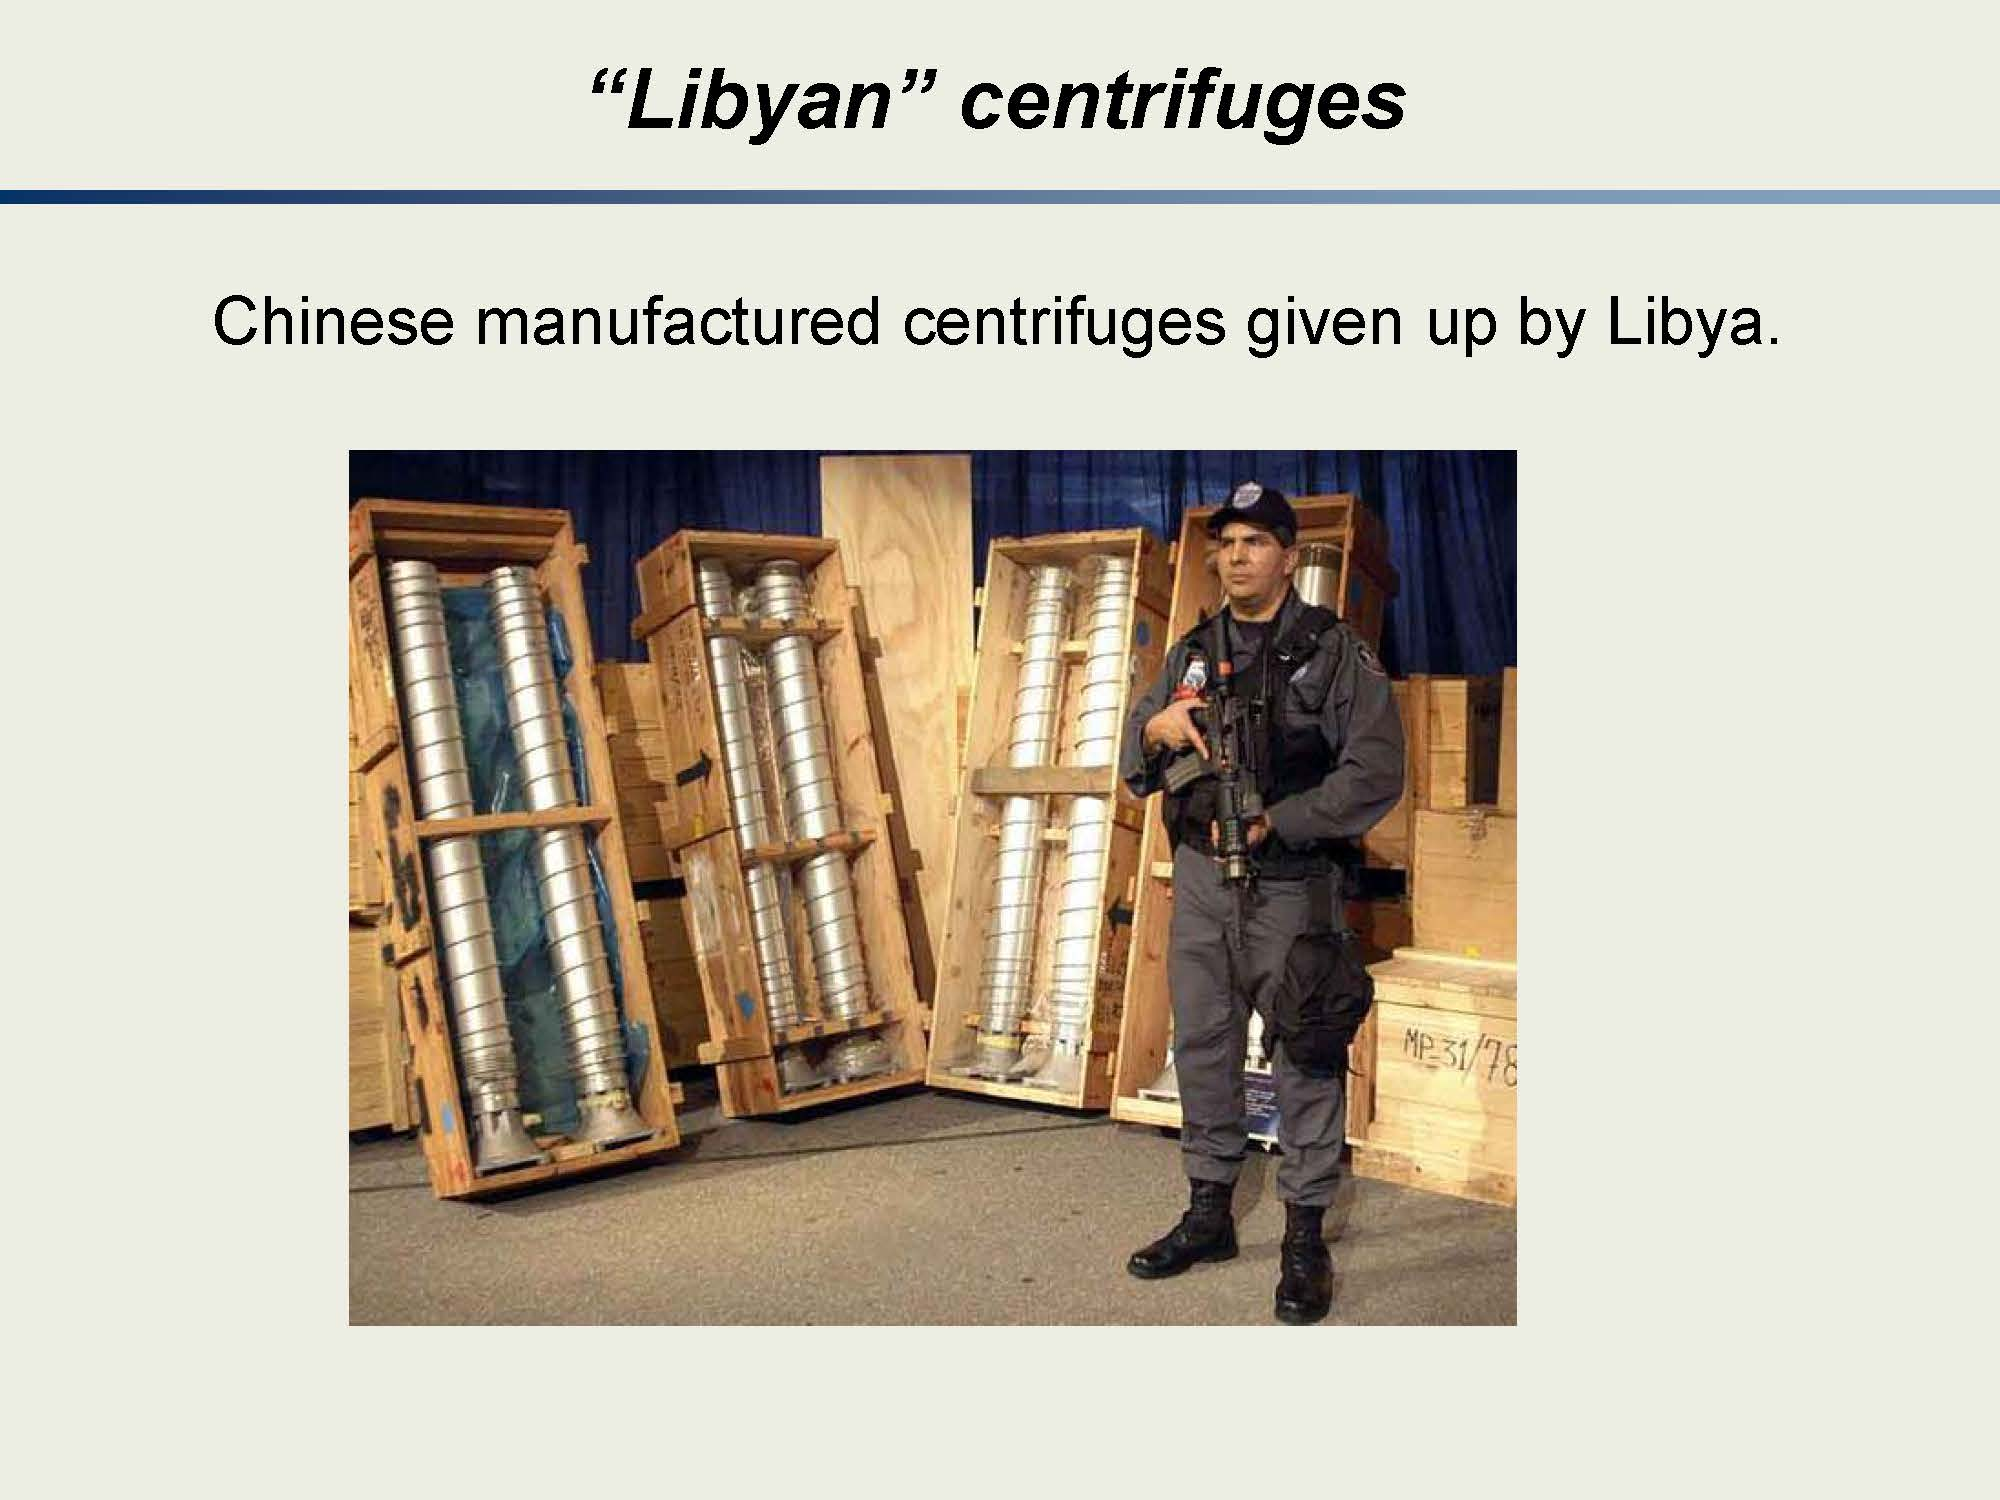 “Libyan” centrifuges
Chinese manufactured centrifuges given up by Libya.
MP-31/78